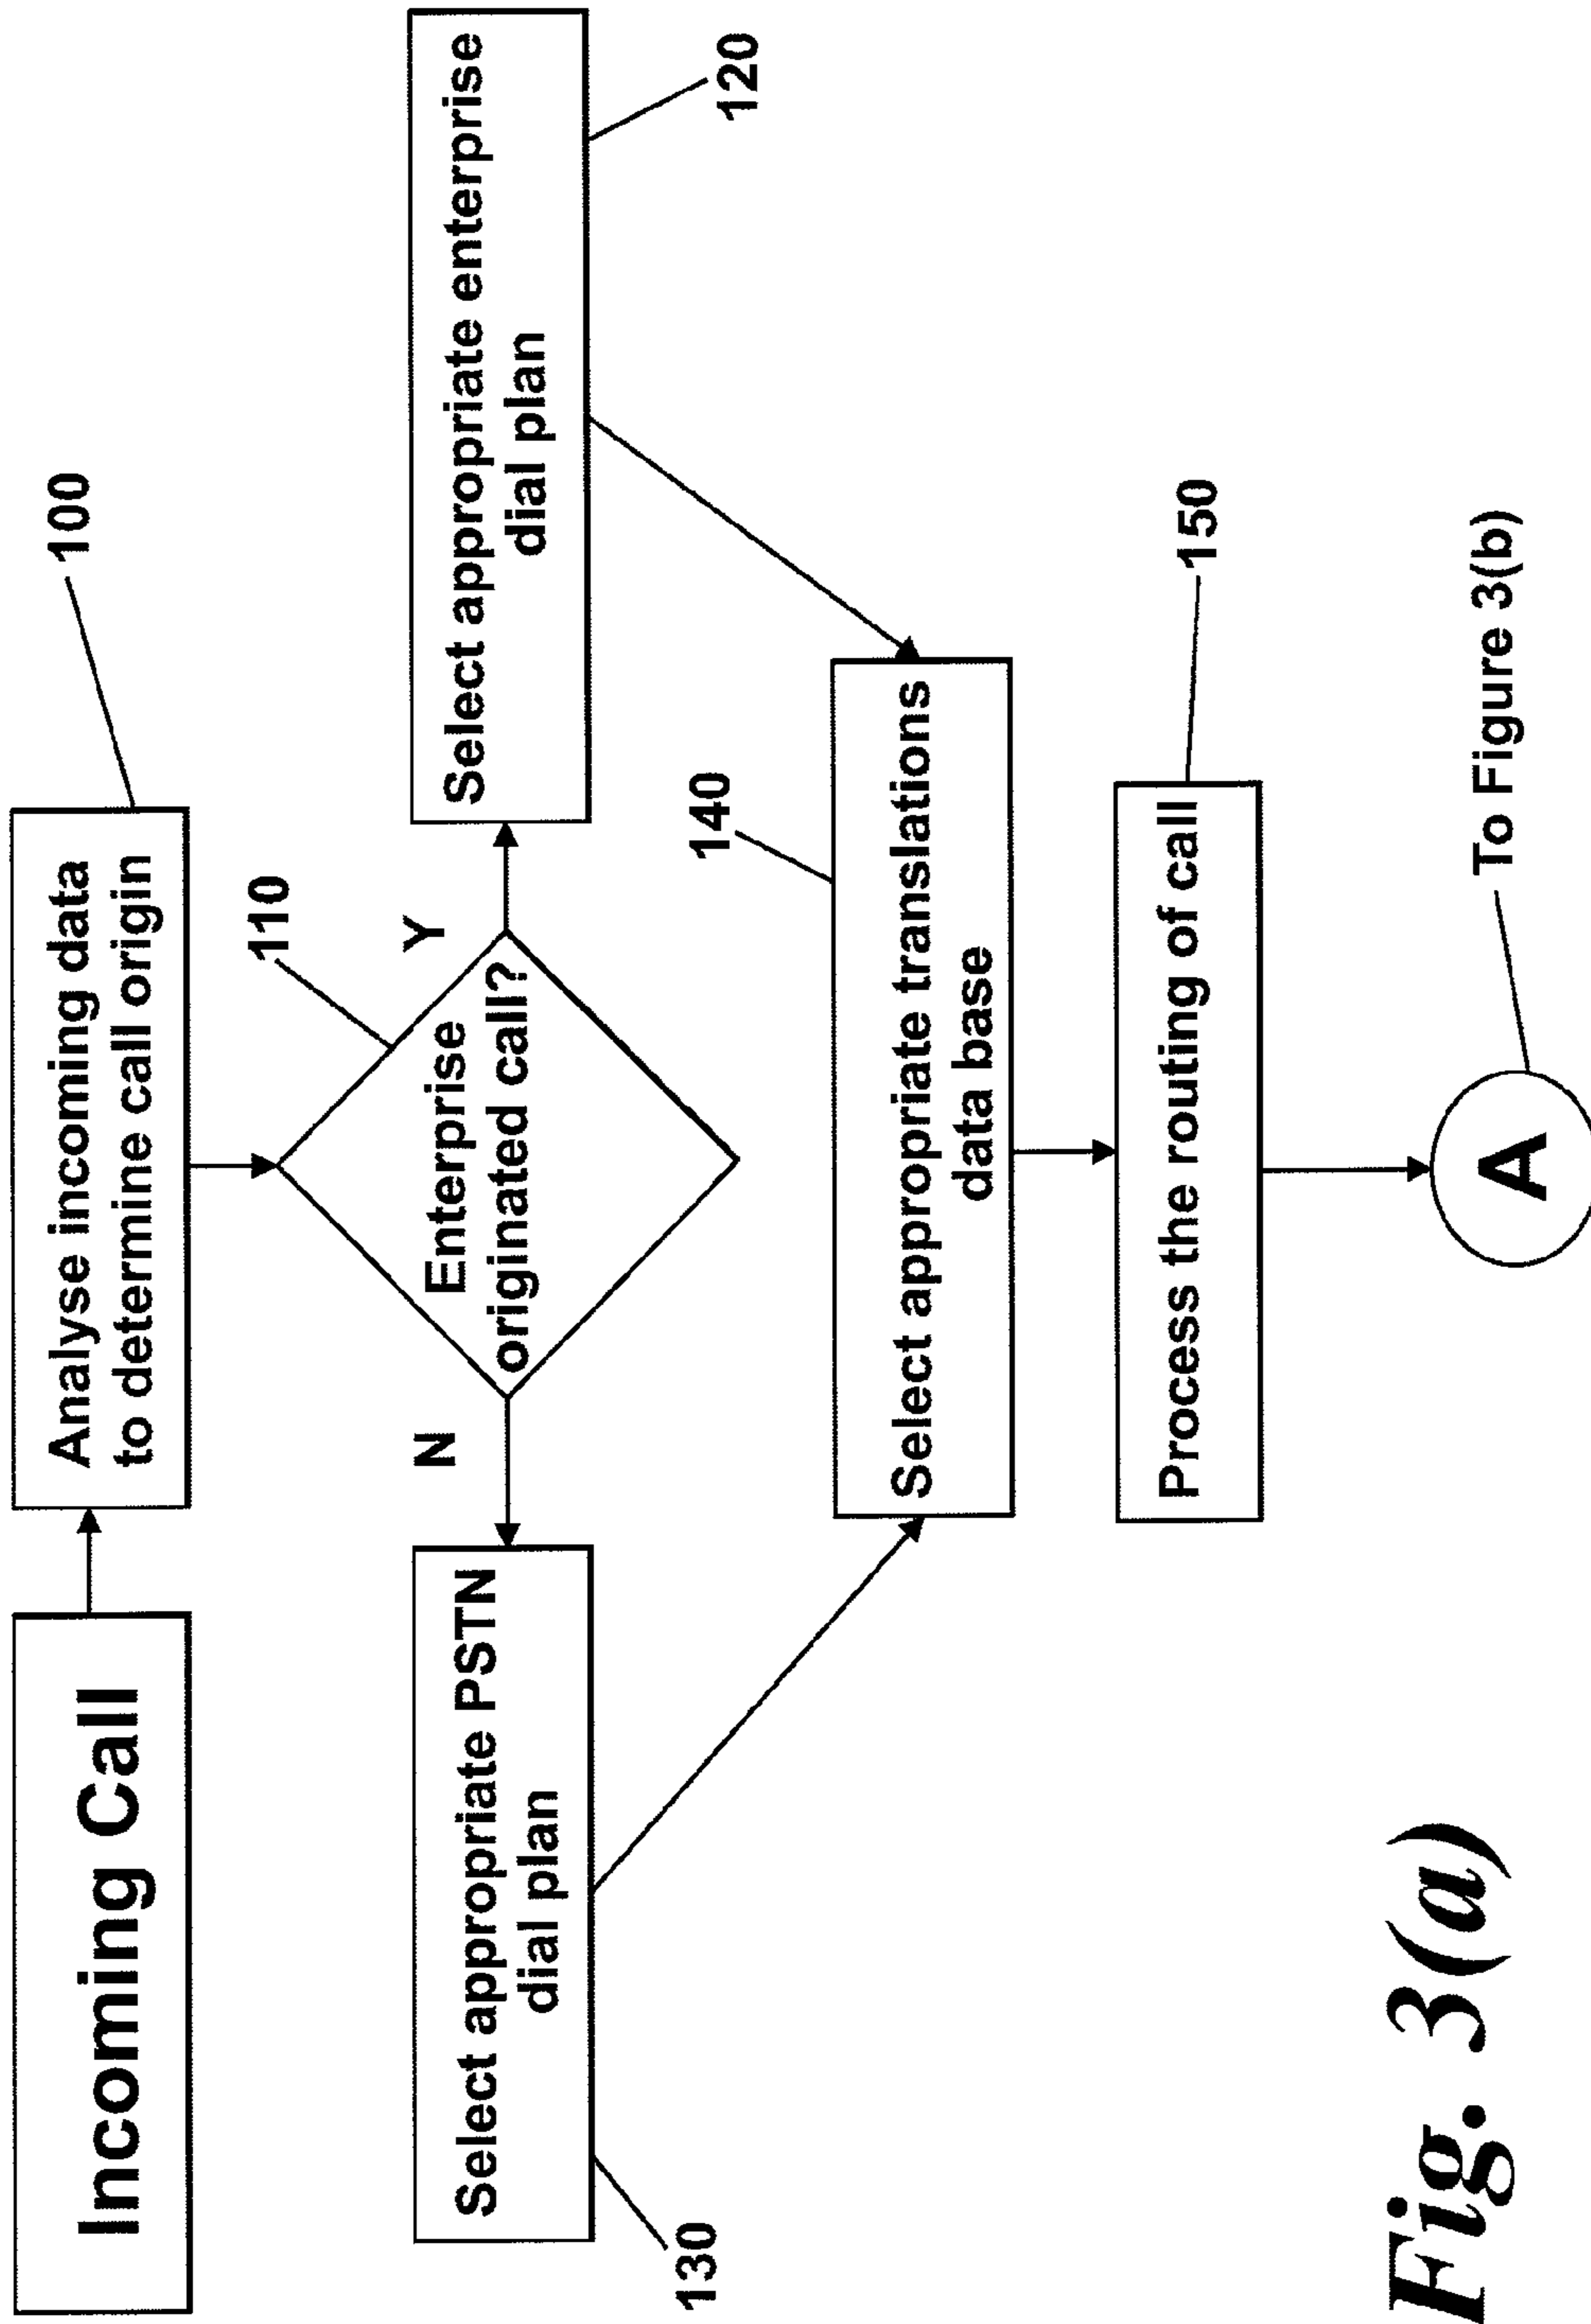 Incoming Call
Analyse incoming data
to determine call origin
100
110
Enterprise
originated call?
N
Y
Select appropriate PSTN
dial plan
130
Select appropriate enterprise
dial plan
120
140
Select appropriate translations
data base
Process the routing of call
150
A
To Figure 3(b)
Fig. 3(a)